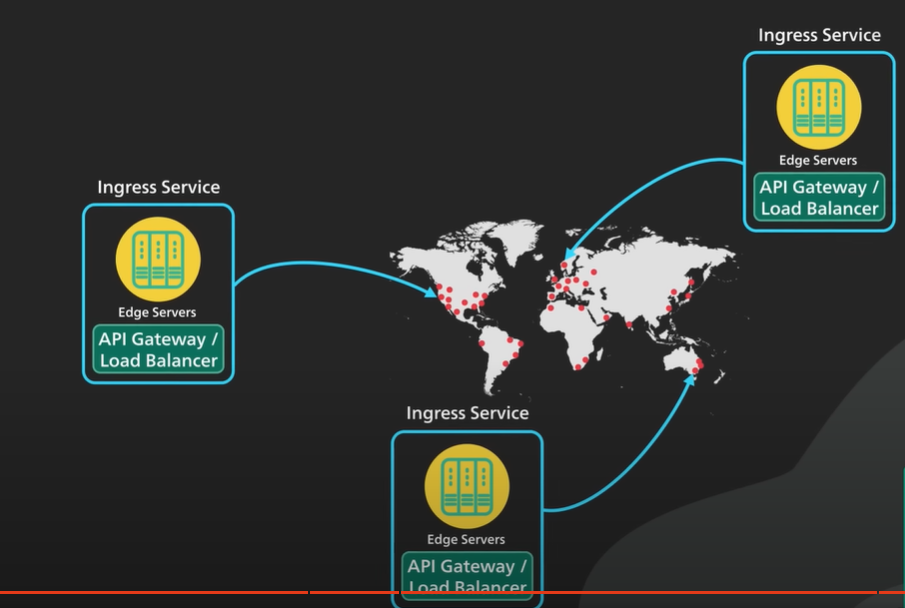 Ingress Service
Edge Servers
API Gateway /
Load Balancer
Ingress Service
Edge Servers
API Gateway /
Load Balancer
Ingress Service
Edge Servers
API Gateway /
Load Balancer